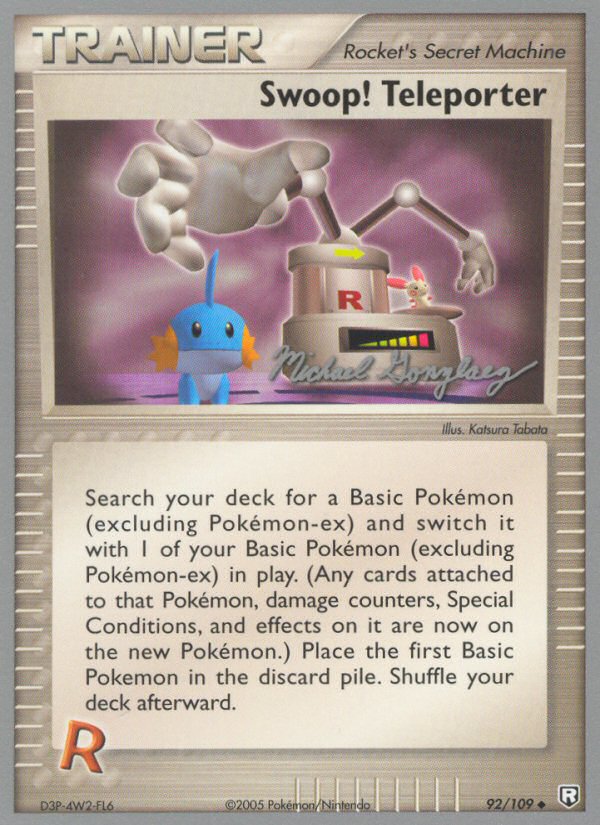 TRAINER
Rocket's Secret Machine
Swoop! Teleporter
R
Michael Gonzlaez
Illus. Katsura Tabata
Search your deck for a Basic Pokémon
(excluding Pokémon-ex) and switch it
with 1 of your Basic Pokémon (excluding
Pokémon-ex) in play. (Any cards attached
to that Pokémon, damage counters, Special
Conditions, and effects on it are now on
the new Pokémon.) Place the first Basic
Pokemon in the discard pile. Shuffle your
deck afterward.
R
D3P-4W2-FL6
©2005 Pokémon/Nintendo
92/109
R